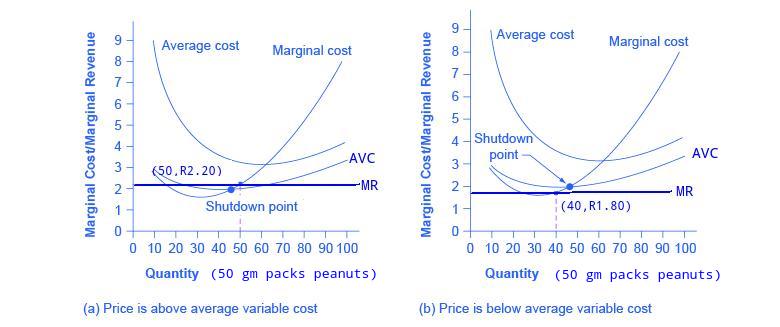 Marginal Cost/Marginal Revenue
9
8
7
6
5
4
3
2
1
0
Average cost
Marginal cost
(50,R2.20)
AVC
MR
Shutdown point
0 10 20 30 40 50 60 70 80 90 100
Quantity (50 gm packs peanuts)
(a) Price is above average variable cost
Marginal Cost/Marginal Revenue
9
8
7
6
5
4
3
2
1
0
Average cost
Marginal cost
Shutdown
point
AVC
MR
(40,R1.80)
0 10 20 30 40 50 60 70 80 90 100
Quantity (50 gm packs peanuts)
(b) Price is below average variable cost